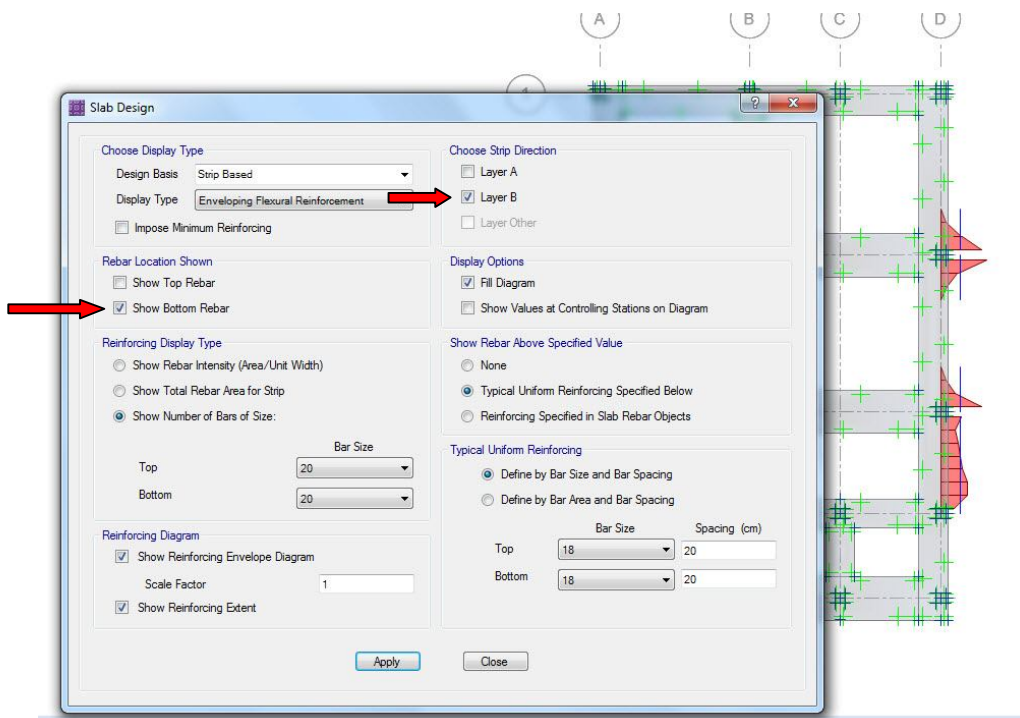 A B C D
1
Slab Design
?
X
Choose Display Type
Design Basis Strip Based
Display Type Enveloping Flexural Reinforcement
Impose Minimum Reinforcing
Rebar Location Shown
Show Top Rebar
Show Bottom Rebar
Reinforcing Display Type
Show Rebar Intensity (Area/Unit Width)
Show Total Rebar Area for Strip
Show Number of Bars of Size:
Bar Size
Top 20
Bottom 20
Reinforcing Diagram
Show Reinforcing Envelope Diagram
Scale Factor 1
Show Reinforcing Extent
Choose Strip Direction
Layer A
Layer B
Layer Other
Display Options
Fill Diagram
Show Values at Controlling Stations on Diagram
Show Rebar Above Specified Value
None
Typical Uniform Reinforcing Specified Below
Reinforcing Specified in Slab Rebar Objects
Typical Uniform Reinforcing
Define by Bar Size and Bar Spacing
Define by Bar Area and Bar Spacing
Bar Size Spacing (cm)
Top 18 20
Bottom 18 20
Apply Close